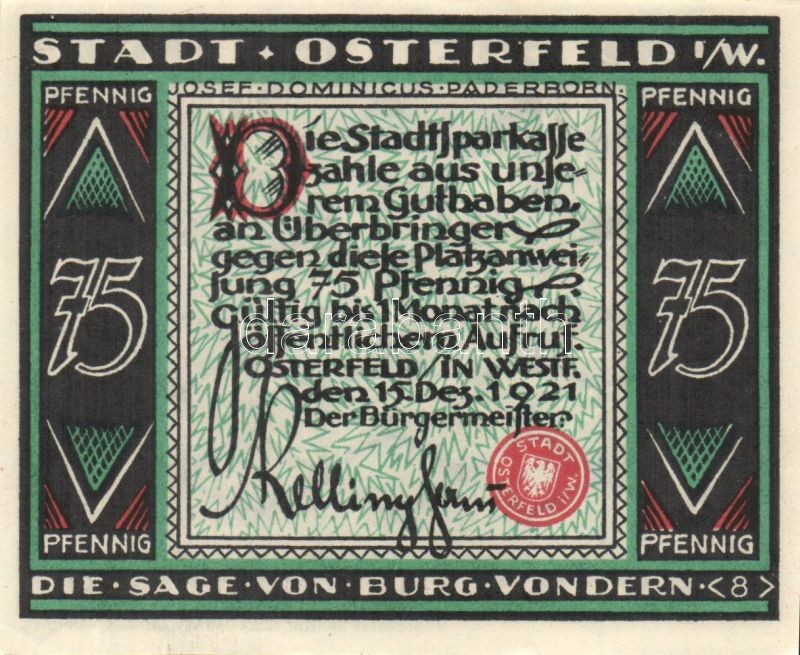 STADT · OSTERFELD i/W.
JOSEF · DOMINICUS · PADERBORN.
PFENNIG
PFENNIG
Die Stadtsparkasse
zahle aus unse-
rem Guthaben,
an Überbringer
gegen diese Platzanwei-
sung 75 Pfennig.
Gültig bis 1 Monat nach
öffentlichem Aufruf.
OSTERFELD/IN WESTF.
den 15. Dez. 1921
Der Bürgermeister:
75
75
darabanth
STADT
OSTERFELD i/W.
PFENNIG
PFENNIG
DIE · SAGE · VON · BURG · VONDERN · <8>